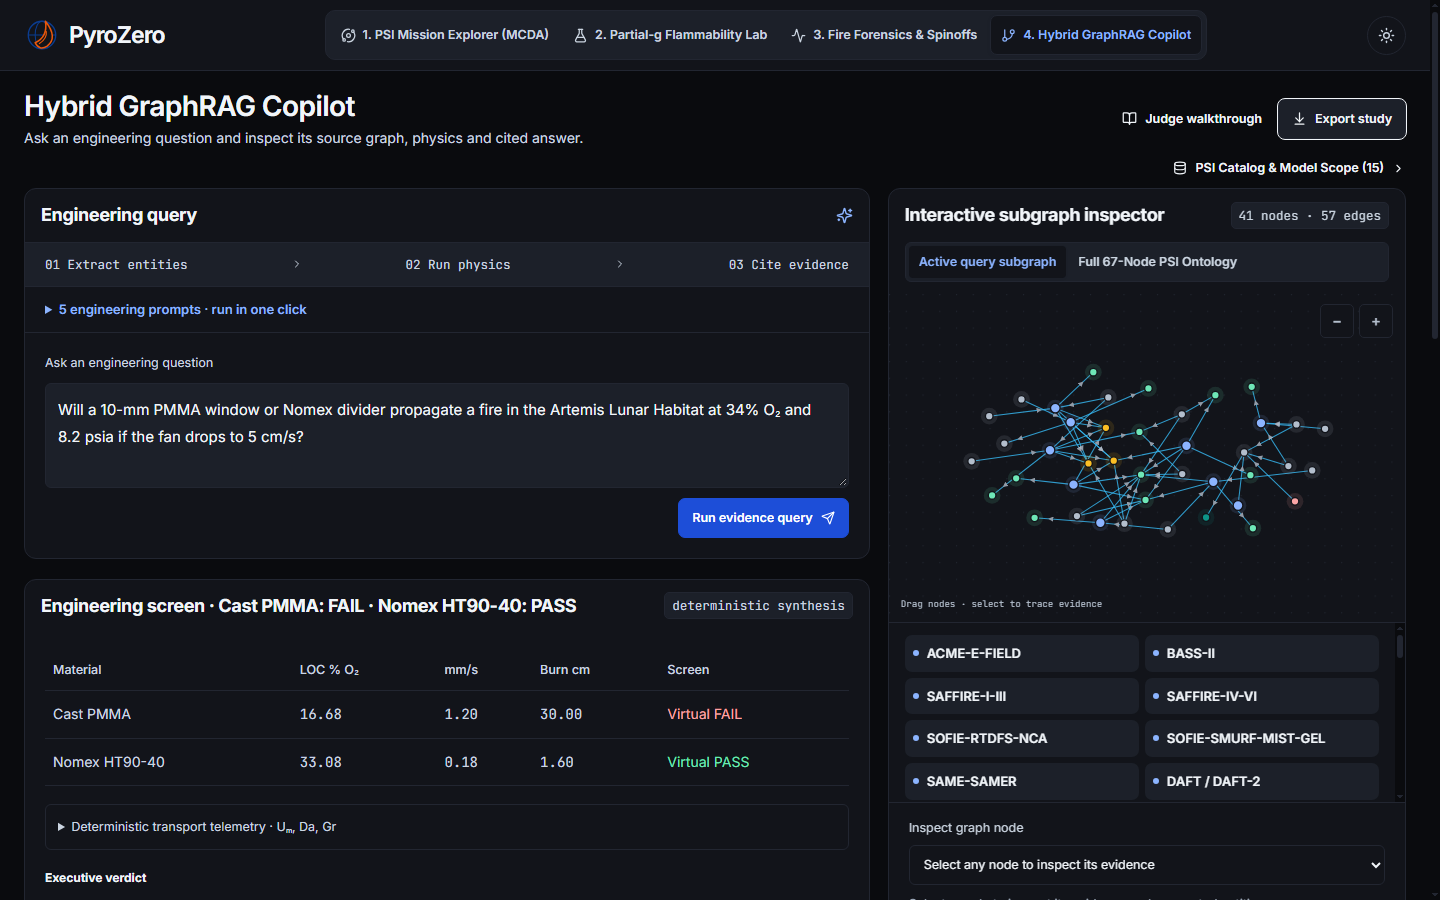 PyroZero
1. PSI Mission Explorer (MCDA)
2. Partial-g Flammability Lab
3. Fire Forensics & Spinoffs
4. Hybrid GraphRAG Copilot
Hybrid GraphRAG Copilot
Ask an engineering question and inspect its source graph, physics and cited answer.
Judge walkthrough
Export study
PSI Catalog & Model Scope (15)
Engineering query
01 Extract entities
02 Run physics
03 Cite evidence
5 engineering prompts · run in one click
Ask an engineering question
Will a 10-mm PMMA window or Nomex divider propagate a fire in the Artemis Lunar Habitat at 34% O₂ and
8.2 psia if the fan drops to 5 cm/s?
Run evidence query
Engineering screen · Cast PMMA: FAIL · Nomex HT90-40: PASS
deterministic synthesis
Material LOC % O₂ mm/s Burn cm Screen
Cast PMMA 16.68 1.20 30.00 Virtual FAIL
Nomex HT90-40 33.08 0.18 1.60 Virtual PASS
Deterministic transport telemetry · Uₘ, Da, Gr
Executive verdict
Interactive subgraph inspector
41 nodes · 57 edges
Active query subgraph
Full 67-Node PSI Ontology
− +
Drag nodes · select to trace evidence
ACME-E-FIELD
BASS-II
SAFFIRE-I-III
SAFFIRE-IV-VI
SOFIE-RTDFS-NCA
SOFIE-SMURF-MIST-GEL
SAME-SAMER
DAFT / DAFT-2
Inspect graph node
Select any node to inspect its evidence